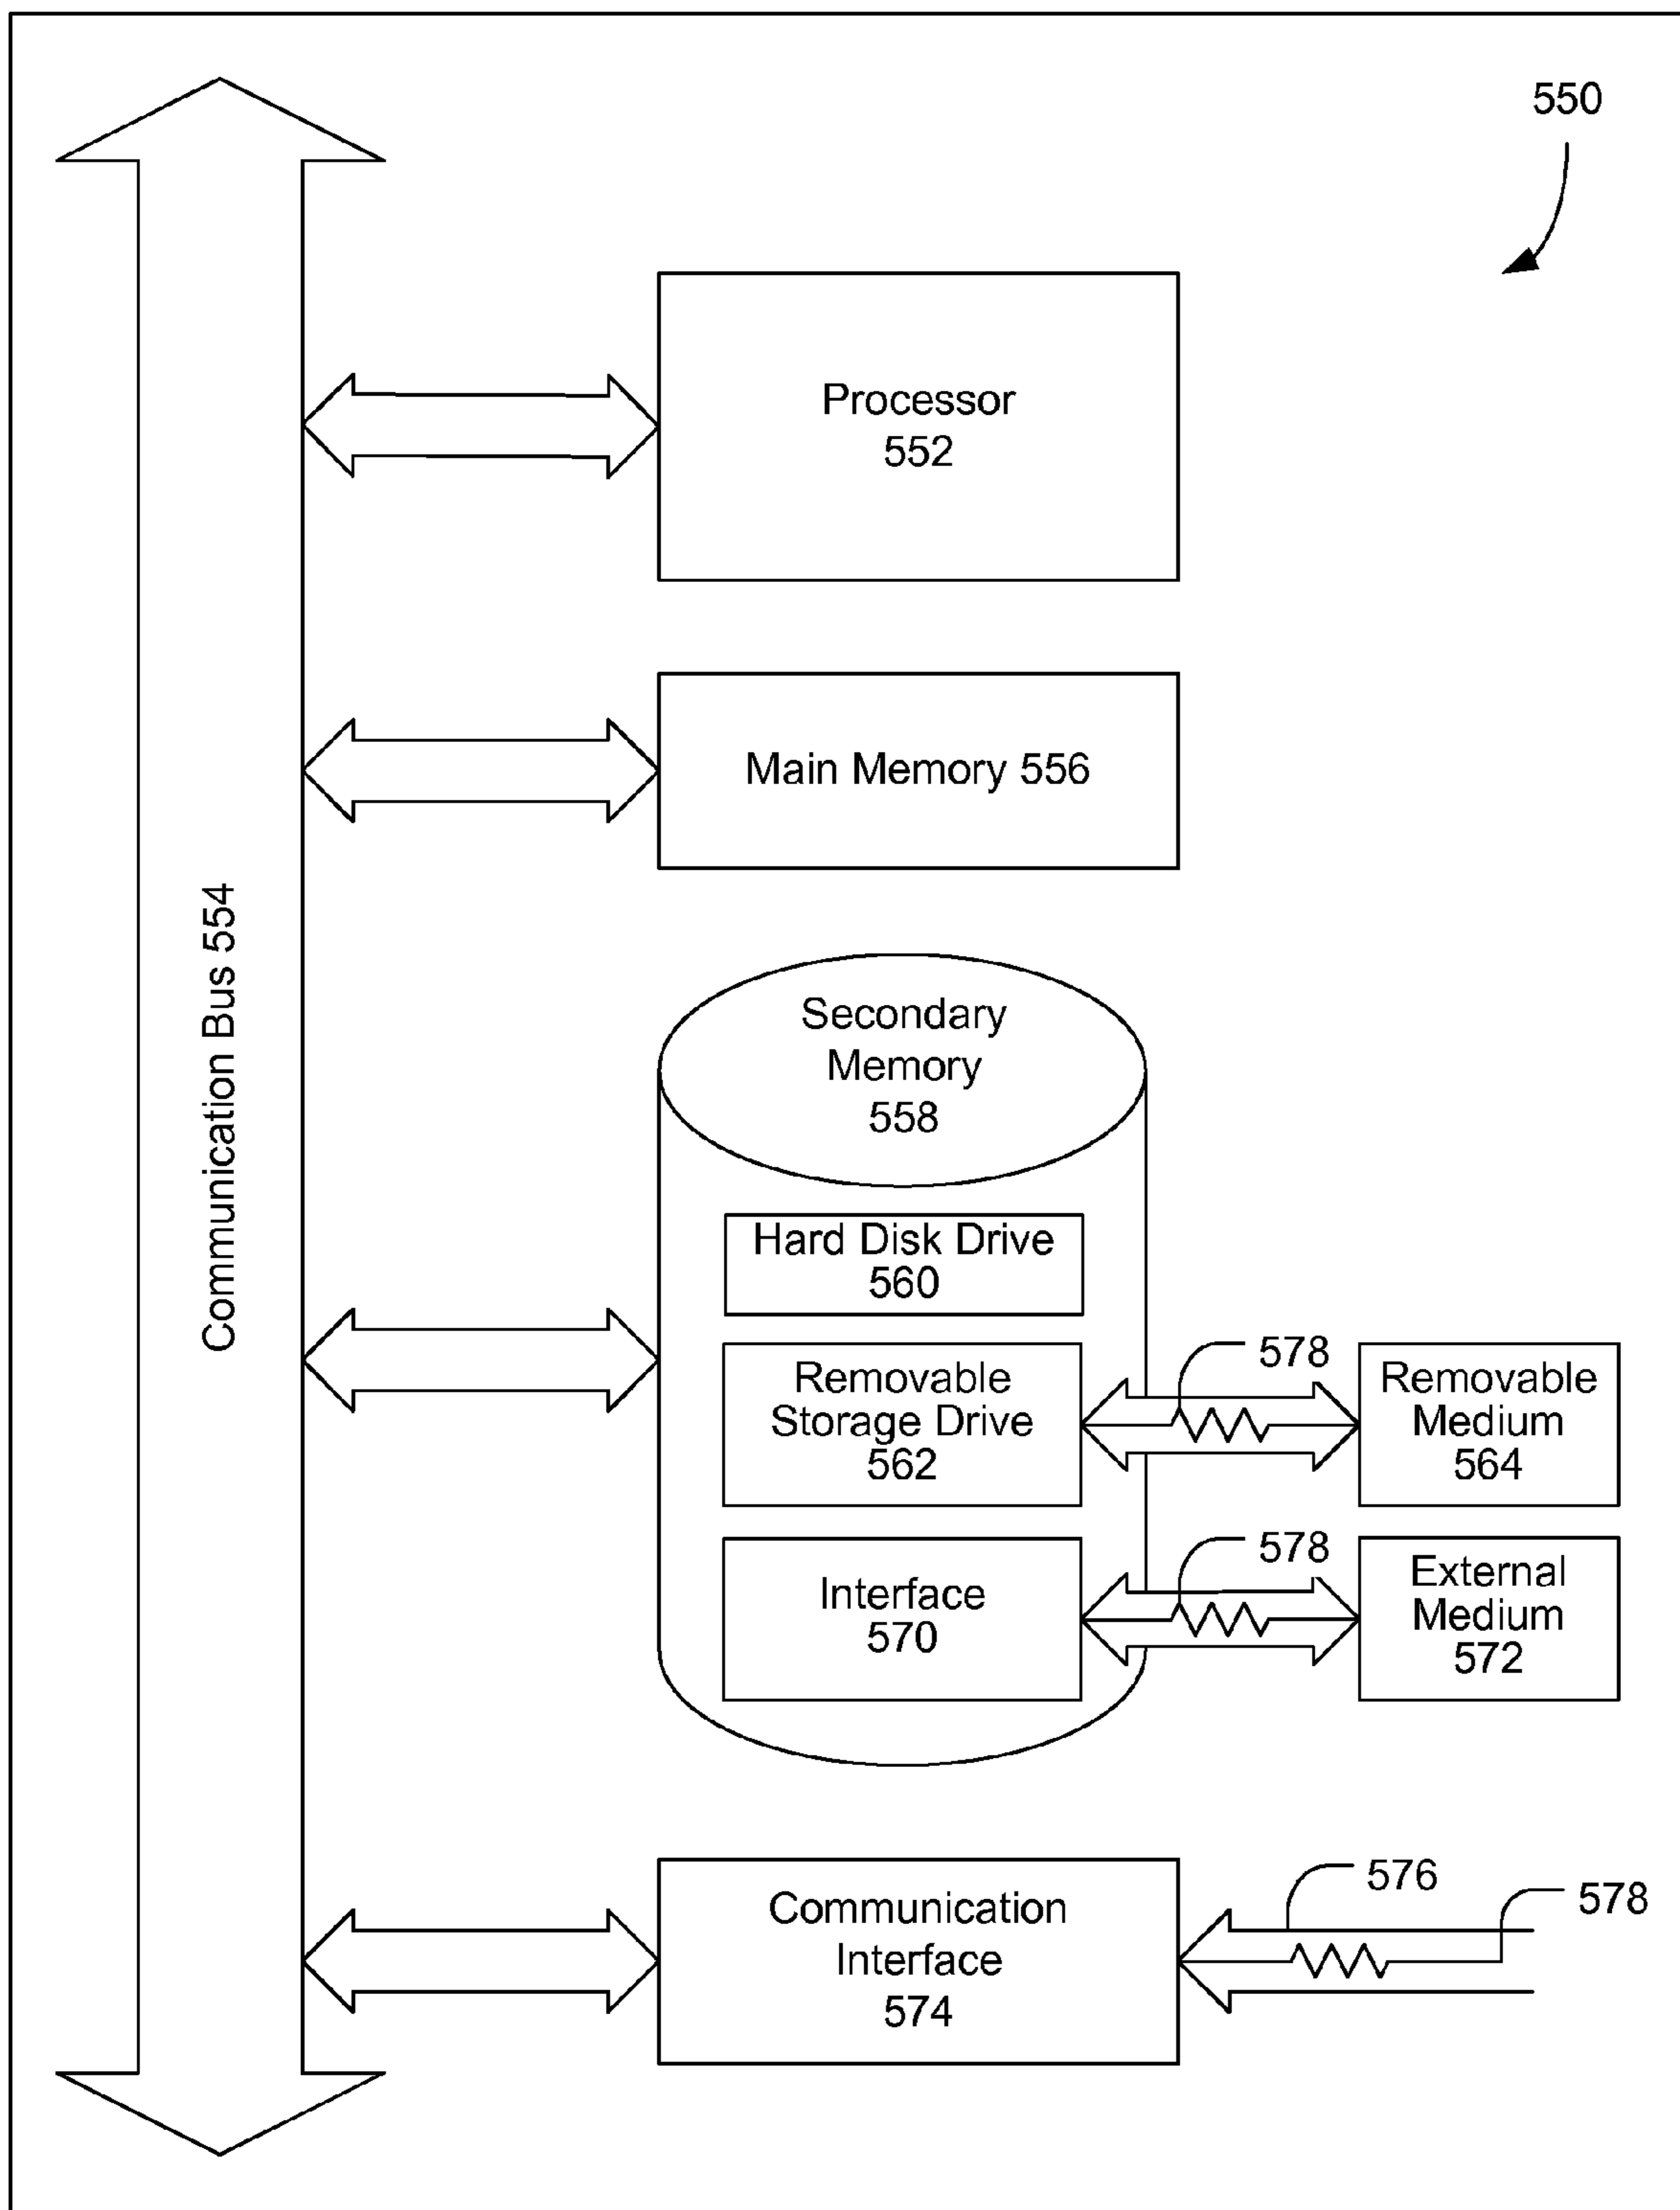 550
Processor
552
Main Memory 556
Communication Bus 554
Secondary
Memory
558
Hard Disk Drive
560
578
Removable
Storage Drive
562
Removable
Medium
564
578
Interface
570
External
Medium
572
576
578
Communication
Interface
574